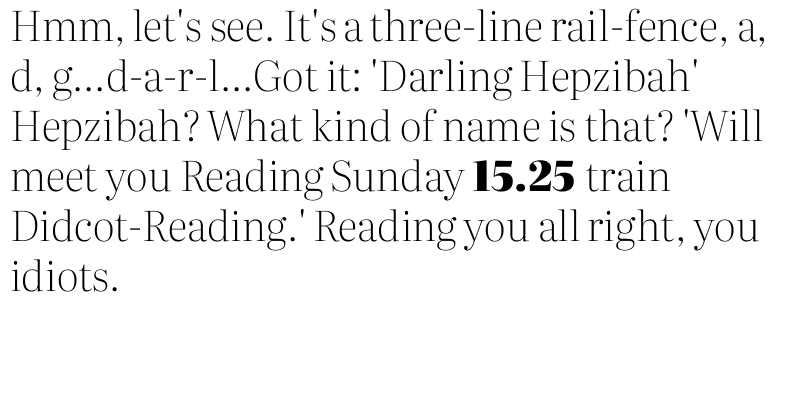 Hmm, let's see. It's a three-line rail-fence, a,
d, g...d-a-r-l...Got it: 'Darling Hepzibah'
Hepzibah? What kind of name is that? 'Will
meet you Reading Sunday 15.25 train
Didcot-Reading.' Reading you all right, you
idiots.